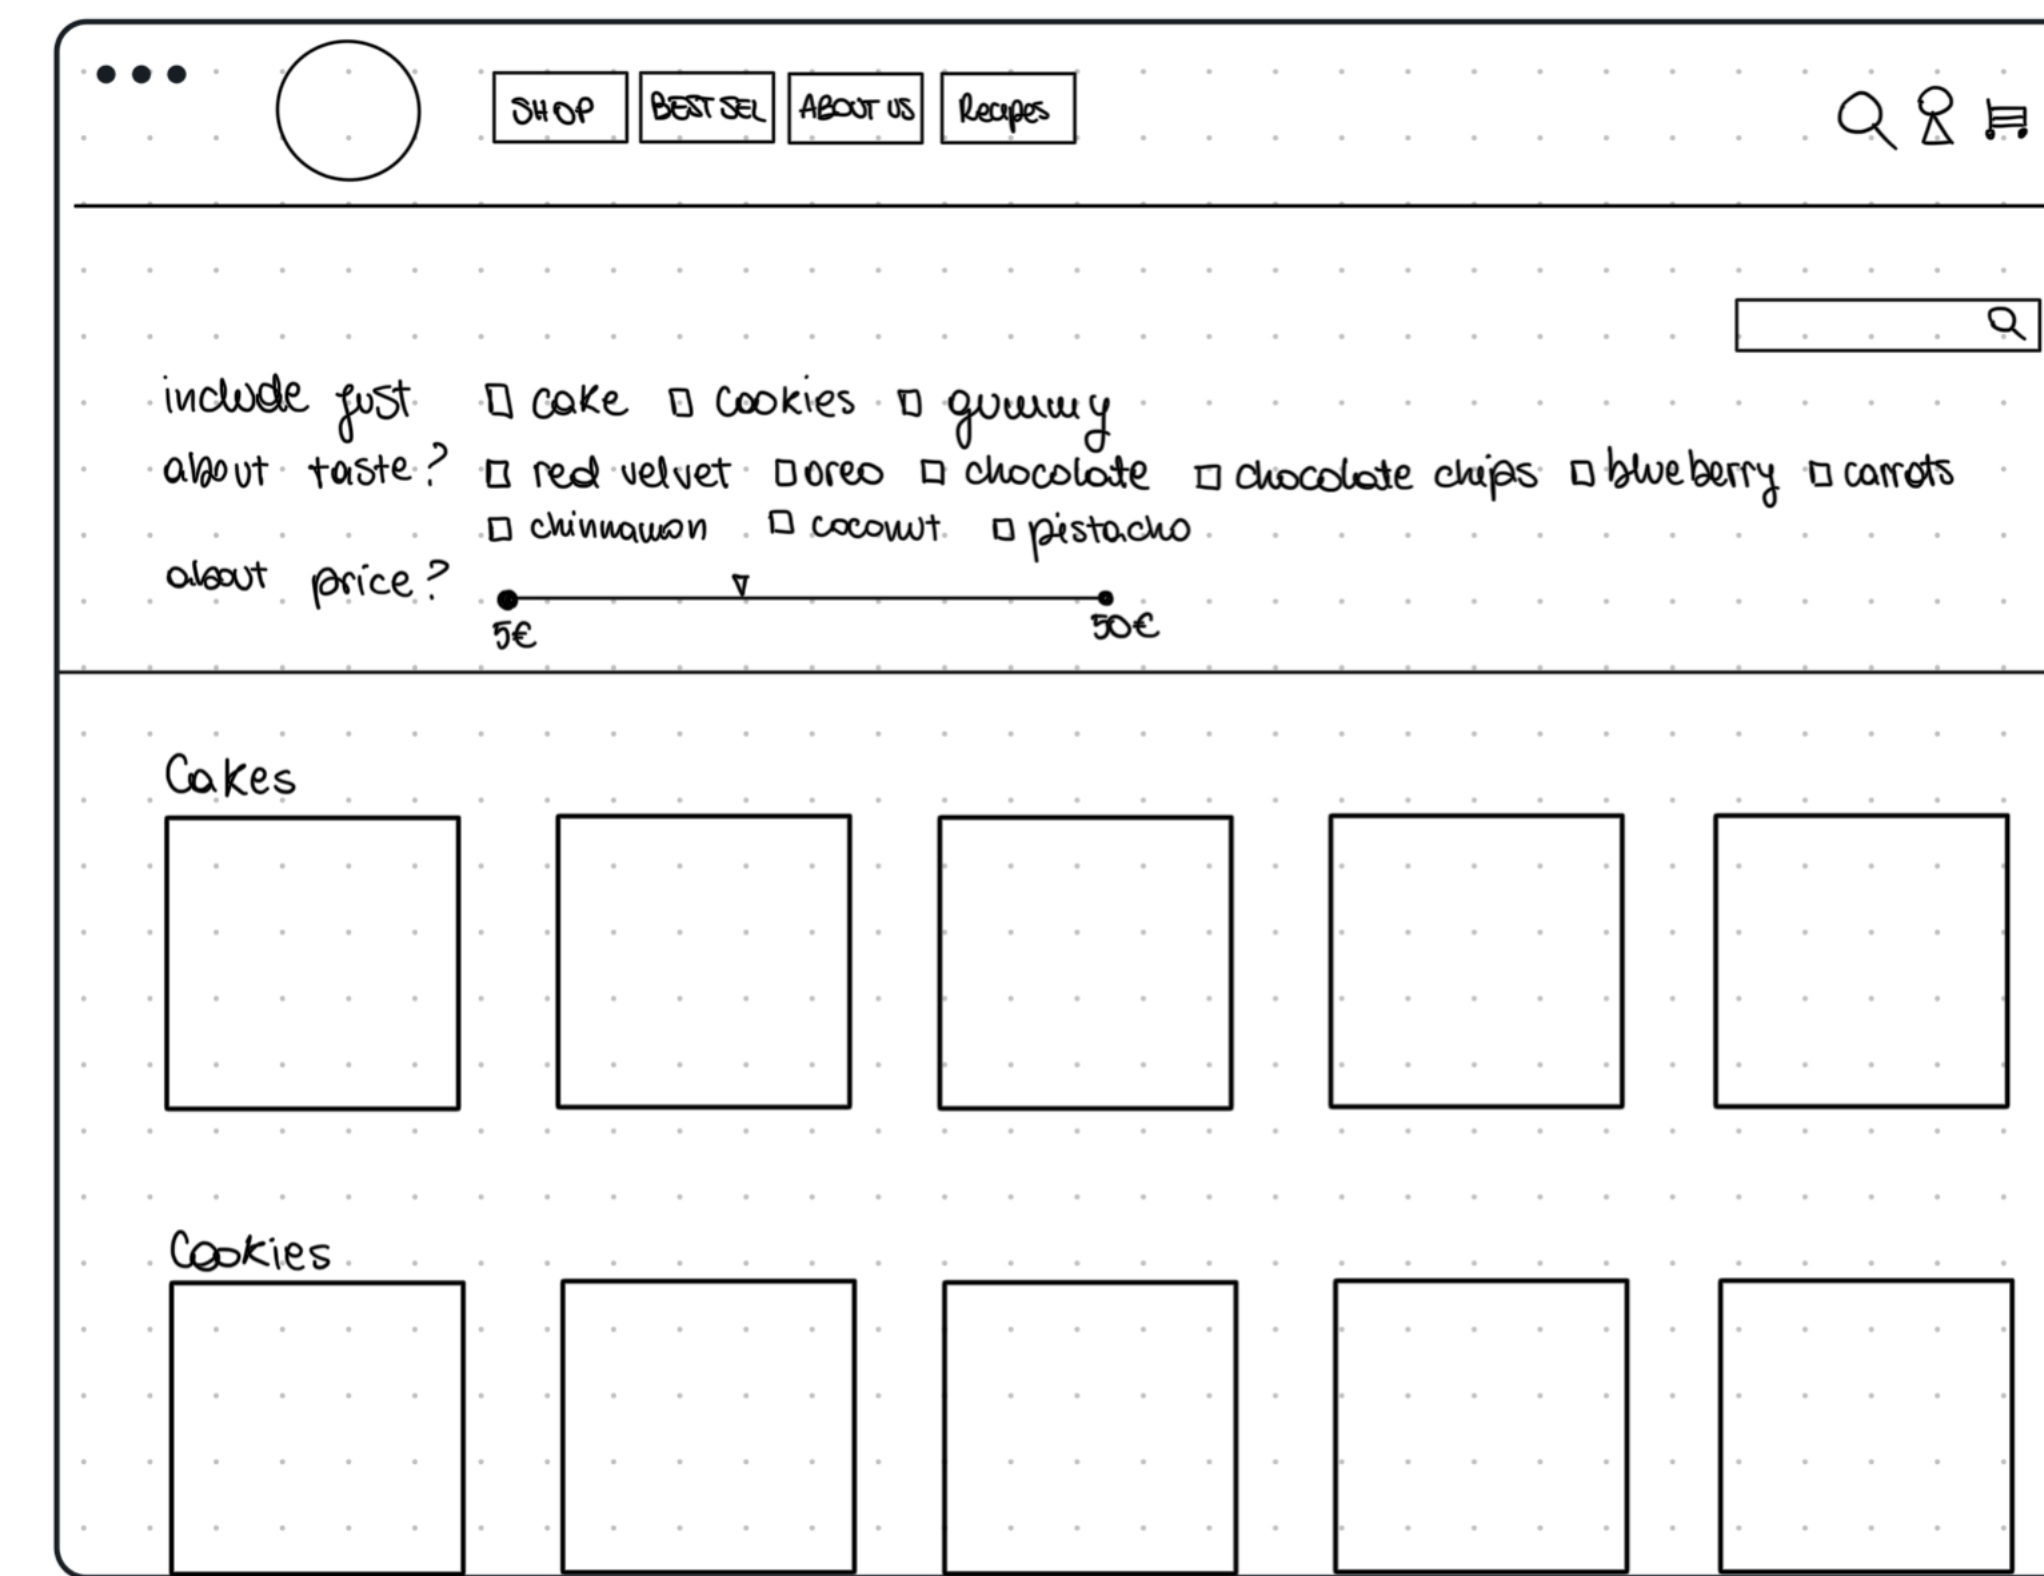 SHOP BEST SEL ABOUT US Recipes
include just cake cookies gummy
about taste? red velvet oreo chocolate chocolate chips blueberry carrots
chinnamon coconut pistacho
about price?
5€ 50€
Cakes
Cookies